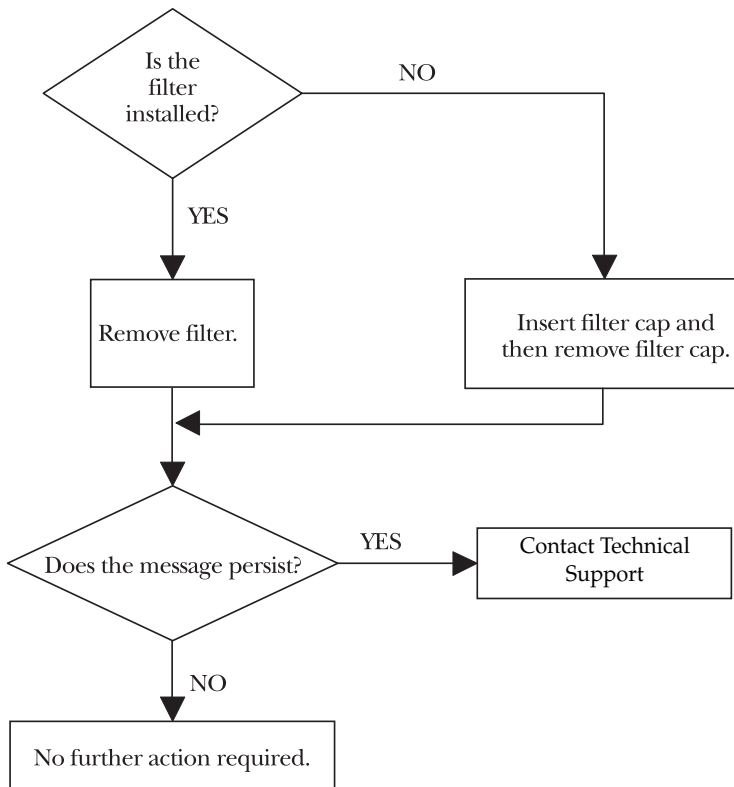 Is the
filter
installed?
NO
YES
Remove filter.
Insert filter cap and
then remove filter cap.
Does the message persist?
YES
Contact Technical
Support
NO
No further action required.